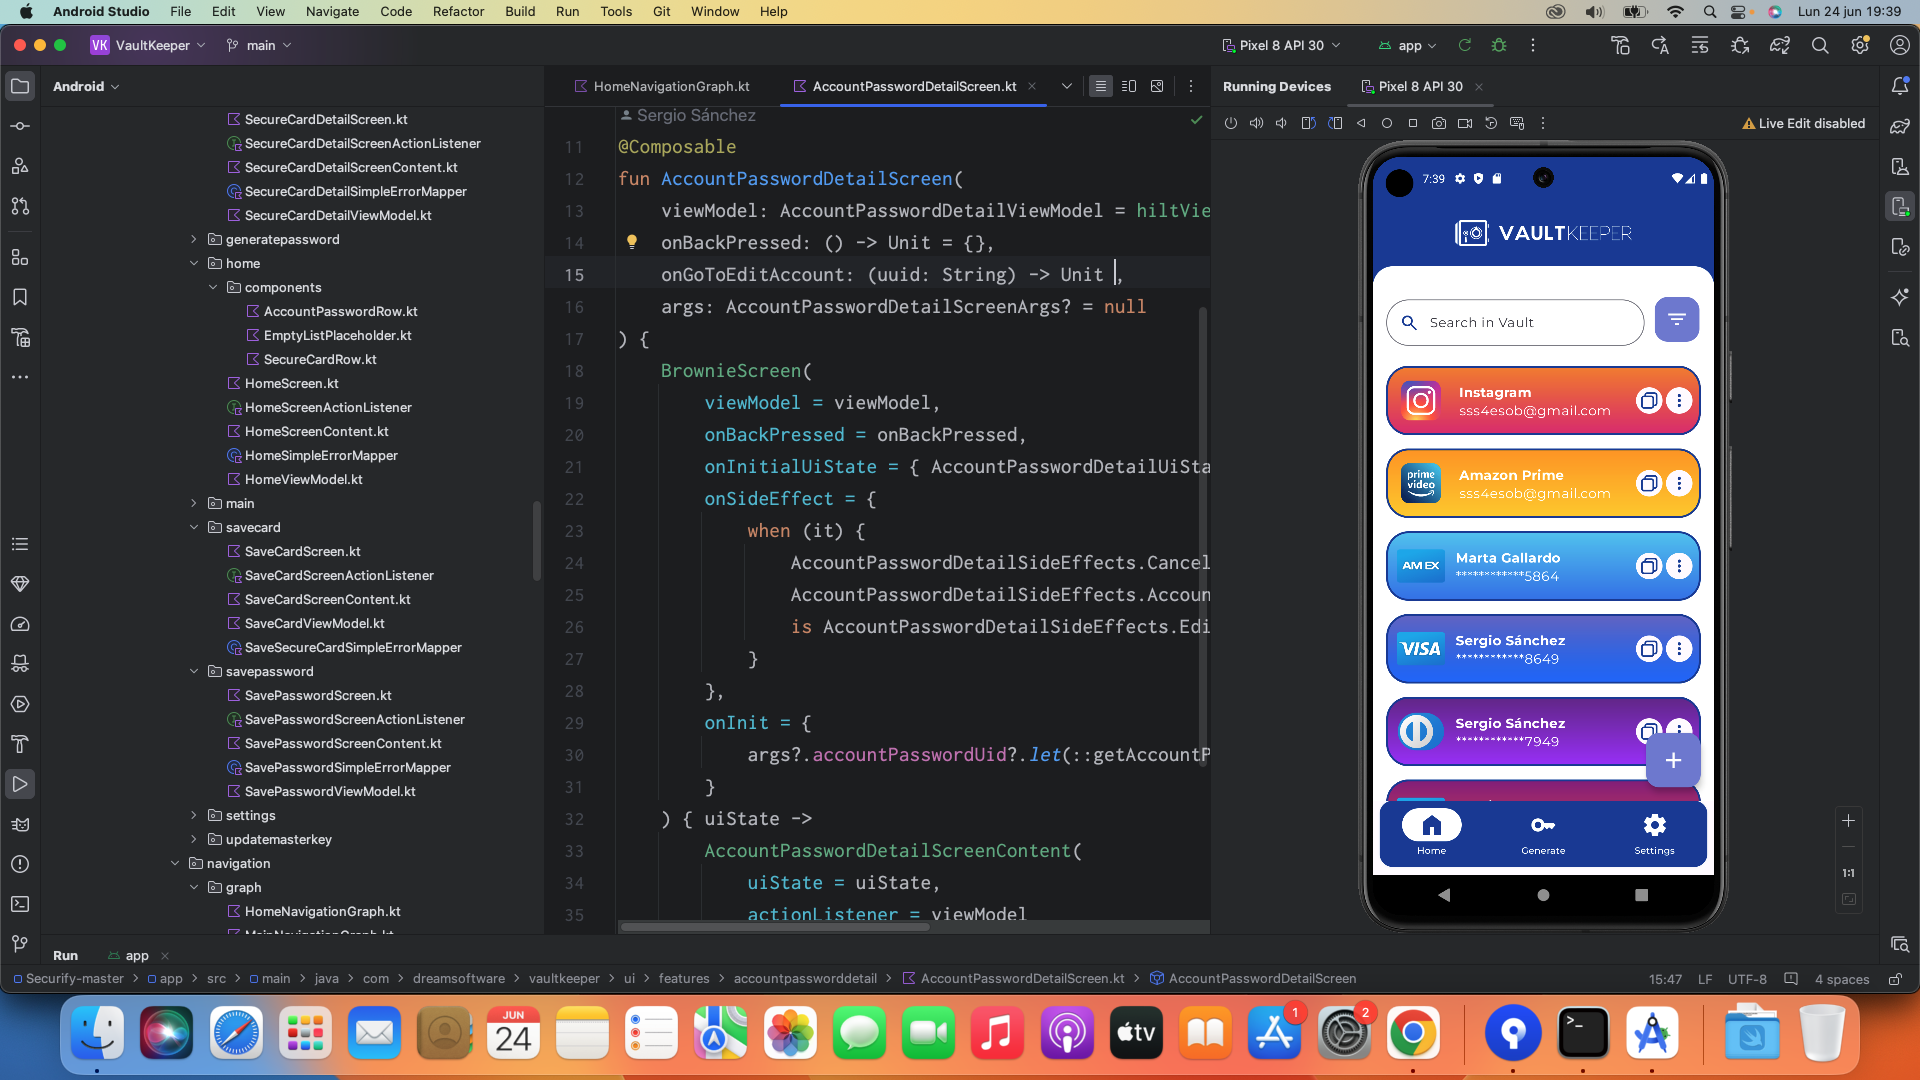 Android Studio File Edit View Navigate Code Refactor Build Run Tools Git Window Help Lun 24 jun 19:39
VK VaultKeeper main Pixel 8 API 30 app
Android
HomeNavigationGraph.kt AccountPasswordDetailScreen.kt
Running Devices Pixel 8 API 30
Live Edit disabled
SecureCardDetailScreen.kt
SecureCardDetailScreenActionListener
SecureCardDetailScreenContent.kt
SecureCardDetailSimpleErrorMapper
SecureCardDetailViewModel.kt
generatepassword
home
components
AccountPasswordRow.kt
EmptyListPlaceholder.kt
SecureCardRow.kt
HomeScreen.kt
HomeScreenActionListener
HomeScreenContent.kt
HomeSimpleErrorMapper
HomeViewModel.kt
main
savecard
SaveCardScreen.kt
SaveCardScreenActionListener
SaveCardScreenContent.kt
SaveCardViewModel.kt
SaveSecureCardSimpleErrorMapper
savepassword
SavePasswordScreen.kt
SavePasswordScreenActionListener
SavePasswordScreenContent.kt
SavePasswordSimpleErrorMapper
SavePasswordViewModel.kt
settings
updatemasterkey
navigation
graph
HomeNavigationGraph.kt
MainNavigationGraph.kt
Sergio Sánchez
11 @Composable
12 fun AccountPasswordDetailScreen(
13 viewModel: AccountPasswordDetailViewModel = hiltVie
14 onBackPressed: () -> Unit = {},
15 onGoToEditAccount: (uuid: String) -> Unit ,
16 args: AccountPasswordDetailScreenArgs? = null
17 ) {
18 BrownieScreen(
19 viewModel = viewModel,
20 onBackPressed = onBackPressed,
21 onInitialUiState = { AccountPasswordDetailUiSta
22 onSideEffect = {
23 when (it) {
24 AccountPasswordDetailSideEffects.Cancel
25 AccountPasswordDetailSideEffects.Accoun
26 is AccountPasswordDetailSideEffects.Edi
27 }
28 },
29 onInit = {
30 args?.accountPasswordUid?.let(::getAccountP
31 }
32 ) { uiState ->
33 AccountPasswordDetailScreenContent(
34 uiState = uiState,
35 actionListener = viewModel
7:39
VAULTKEEPER
Search in Vault
Instagram
sss4esob@gmail.com
prime video
Amazon Prime
sss4esob@gmail.com
AMEX
Marta Gallardo
************5864
VISA
Sergio Sánchez
************8649
Sergio Sánchez
************7949
+
Home Generate Settings
1:1
Run app
Securify-master app src main java com dreamsoftware vaultkeeper ui features accountpassworddetail AccountPasswordDetailScreen.kt AccountPasswordDetailScreen
15:47 LF UTF-8 4 spaces
JUN
24
tv
1
2
>_